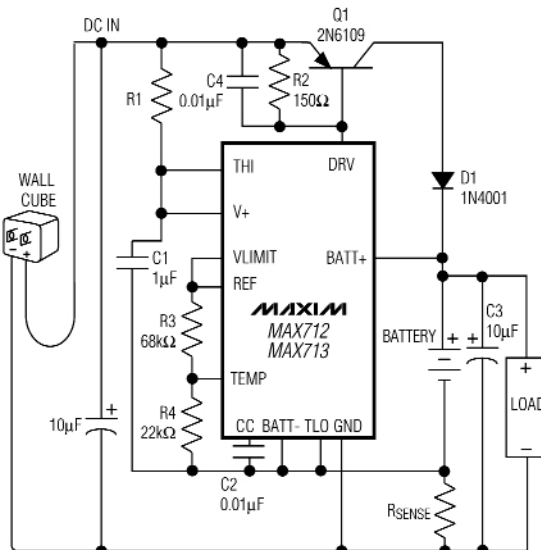 Q1
2N6109
DC IN
C4
0.01µF
R2
150Ω
R1
THI
DRV
WALL
CUBE
D1
1N4001
V+
C1
1µF
VLIMIT
BATT+
REF
MAXIM
MAX712
MAX713
R3
68kΩ
C3
10µF
BATTERY
TEMP
R4
22kΩ
LOAD
10µF
CC BATT- TLO GND
C2
0.01µF
RSENSE